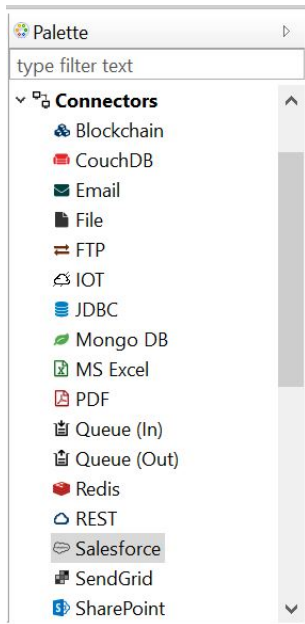 Palette
type filter text
Connectors
Blockchain
CouchDB
Email
File
FTP
IOT
JDBC
Mongo DB
MS Excel
PDF
Queue (In)
Queue (Out)
Redis
REST
Salesforce
SendGrid
SharePoint